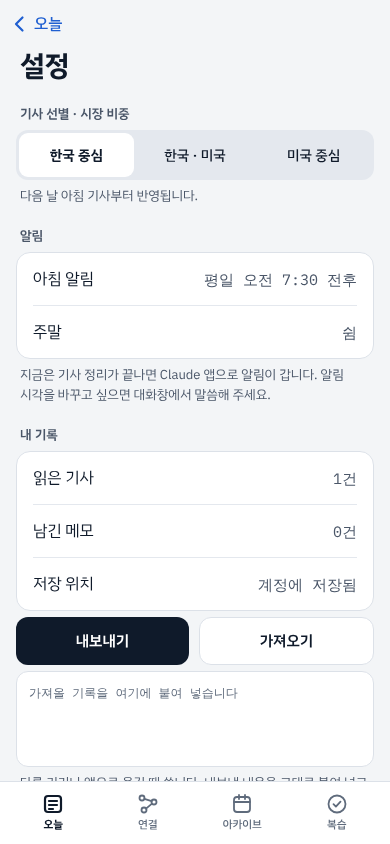 오늘
설정
기사 선별 · 시장 비중
한국 중심
한국 · 미국
미국 중심
다음 날 아침 기사부터 반영됩니다.
알림
아침 알림
평일 오전 7:30 전후
주말
쉼
지금은 기사 정리가 끝나면 Claude 앱으로 알림이 갑니다. 알림
시각을 바꾸고 싶으면 대화창에서 말씀해 주세요.
내 기록
읽은 기사
1건
남긴 메모
0건
저장 위치
계정에 저장됨
내보내기
가져오기
가져올 기록을 여기에 붙여 넣습니다
오늘
연결
아카이브
복습